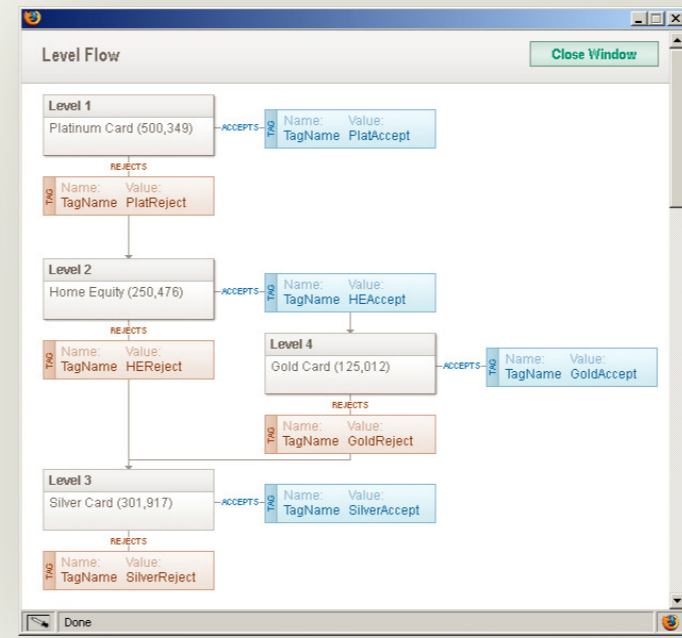 Level Flow
Close Window
Level 1
Platinum Card (500,349)
ACCEPTS
TAG
Name: Value:
TagName PlatAccept
REJECTS
TAG
Name: Value:
TagName PlatReject
Level 2
Home Equity (250,476)
ACCEPTS
TAG
Name: Value:
TagName HEAccept
REJECTS
TAG
Name: Value:
TagName HEReject
Level 4
Gold Card (125,012)
ACCEPTS
TAG
Name: Value:
TagName GoldAccept
REJECTS
TAG
Name: Value:
TagName GoldReject
Level 3
Silver Card (301,917)
ACCEPTS
TAG
Name: Value:
TagName SilverAccept
REJECTS
TAG
Name: Value:
TagName SilverReject
Done